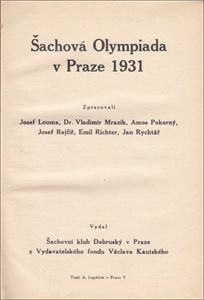 Šachová Olympiada
v Praze 1931
Zpracovali
Josef Louma, Dr. Vladimír Mrazík, Amos Pokorný,
Josef Rejfíř, Emil Richter, Jan Rychtář
Vydal
Šachovní klub Dobruský v Praze
z Vydavatelského fondu Václava Kautského
Tiskl A. Lapáček v Praze V